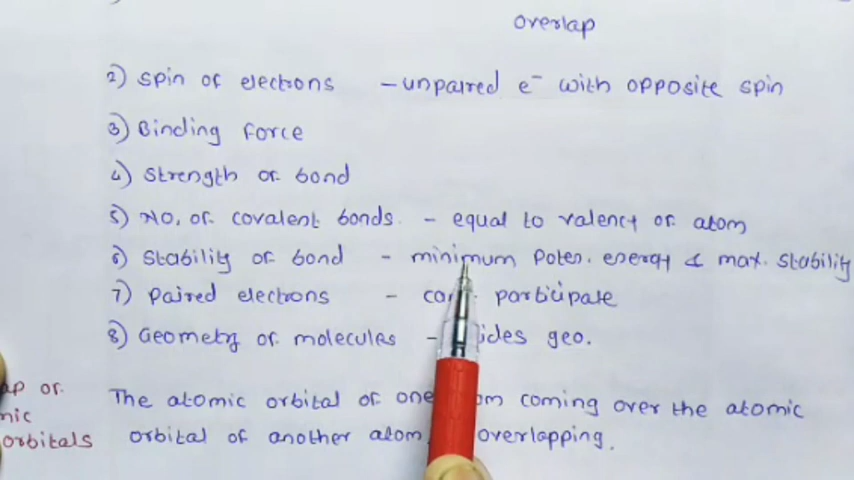 overlap
2) Spin of electrons - unpaired e⁻ with opposite spin
3) Binding force
4) Strength of bond
5) No. of covalent bonds. - equal to valency of atom
6) Stability of bond - minimum Poten. energy & max. stability
7) Paired electrons - participate
8) Geometry of molecules - geo.
The atomic orbital of one coming over the atomic
orbital of another atom overlapping.
or
orbitals